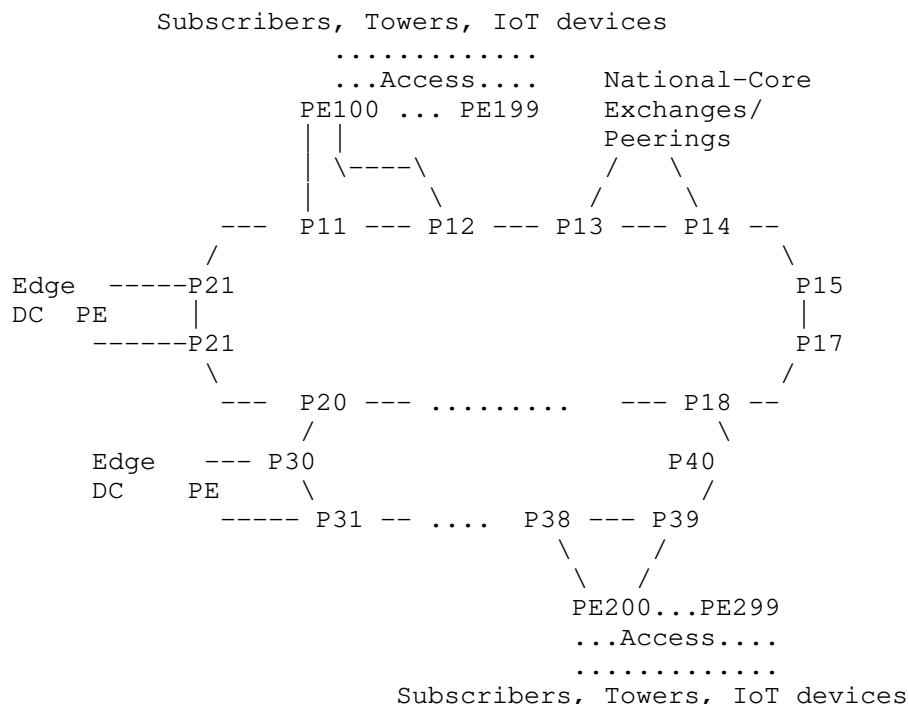 Subscribers, Towers, IoT devices
.............
...Access....    National-Core
PE100 ... PE199    Exchanges/
| |    Peerings
| \----\    /   \
|       \    /     \
--- P11 --- P12 --- P13 --- P14 --
/    \
Edge -----P21    P15
DC  PE    |    |
------P21    P17
\    /
--- P20 --- .........    --- P18 --
/    \
Edge    --- P30    P40
DC    PE    \    /
----- P31 -- ....  P38 --- P39
\    /
\  /
PE200...PE299
...Access....
.............
Subscribers, Towers, IoT devices